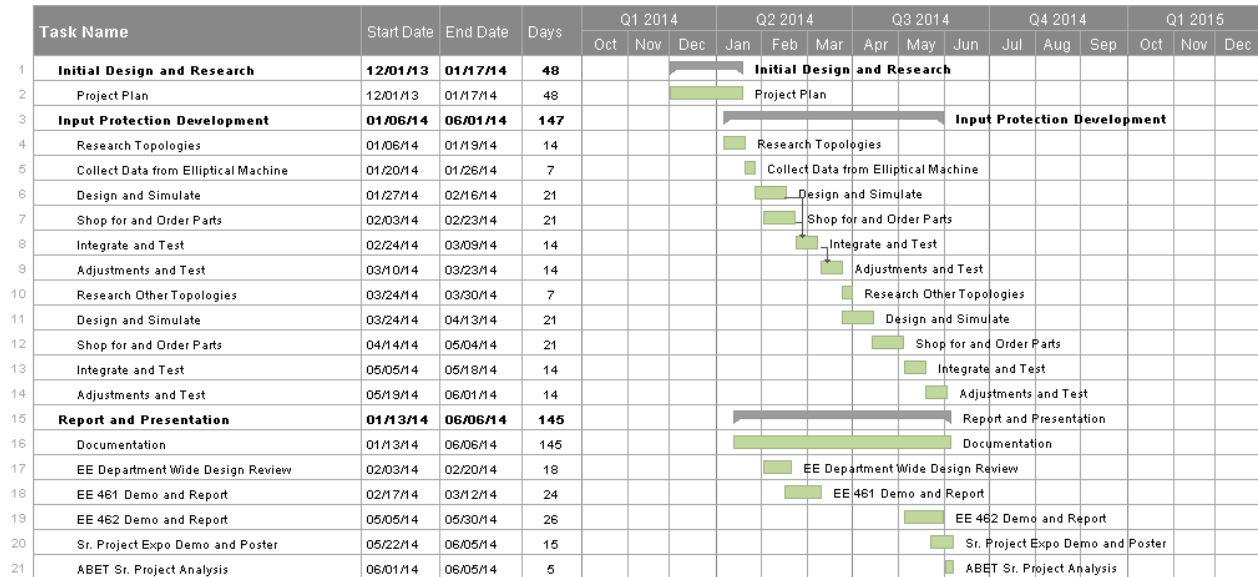 Task Name Start Date End Date Days Q1 2014 Q2 2014 Q3 2014 Q4 2014 Q1 2015
Oct Nov Dec Jan Feb Mar Apr May Jun Jul Aug Sep Oct Nov Dec
1 Initial Design and Research 12/01/13 01/17/14 48 Initial Design and Research
2 Project Plan 12/01/13 01/17/14 48 Project Plan
3 Input Protection Development 01/06/14 06/01/14 147 Input Protection Development
4 Research Topologies 01/06/14 01/19/14 14 Research Topologies
5 Collect Data from Elliptical Machine 01/20/14 01/26/14 7 Collect Data from Elliptical Machine
6 Design and Simulate 01/27/14 02/16/14 21 Design and Simulate
7 Shop for and Order Parts 02/03/14 02/23/14 21 Shop for and Order Parts
8 Integrate and Test 02/24/14 03/09/14 14 Integrate and Test
9 Adjustments and Test 03/10/14 03/23/14 14 Adjustments and Test
10 Research Other Topologies 03/24/14 03/30/14 7 Research Other Topologies
11 Design and Simulate 03/24/14 04/13/14 21 Design and Simulate
12 Shop for and Order Parts 04/14/14 05/04/14 21 Shop for and Order Parts
13 Integrate and Test 05/05/14 05/18/14 14 Integrate and Test
14 Adjustments and Test 05/19/14 06/01/14 14 Adjustments and Test
15 Report and Presentation 01/13/14 06/06/14 145 Report and Presentation
16 Documentation 01/13/14 06/06/14 145 Documentation
17 EE Department Wide Design Review 02/03/14 02/20/14 18 EE Department Wide Design Review
18 EE 461 Demo and Report 02/17/14 03/12/14 24 EE 461 Demo and Report
19 EE 462 Demo and Report 05/05/14 05/30/14 26 EE 462 Demo and Report
20 Sr. Project Expo Demo and Poster 05/22/14 06/05/14 15 Sr. Project Expo Demo and Poster
21 ABET Sr. Project Analysis 06/01/14 06/05/14 5 ABET Sr. Project Analysis